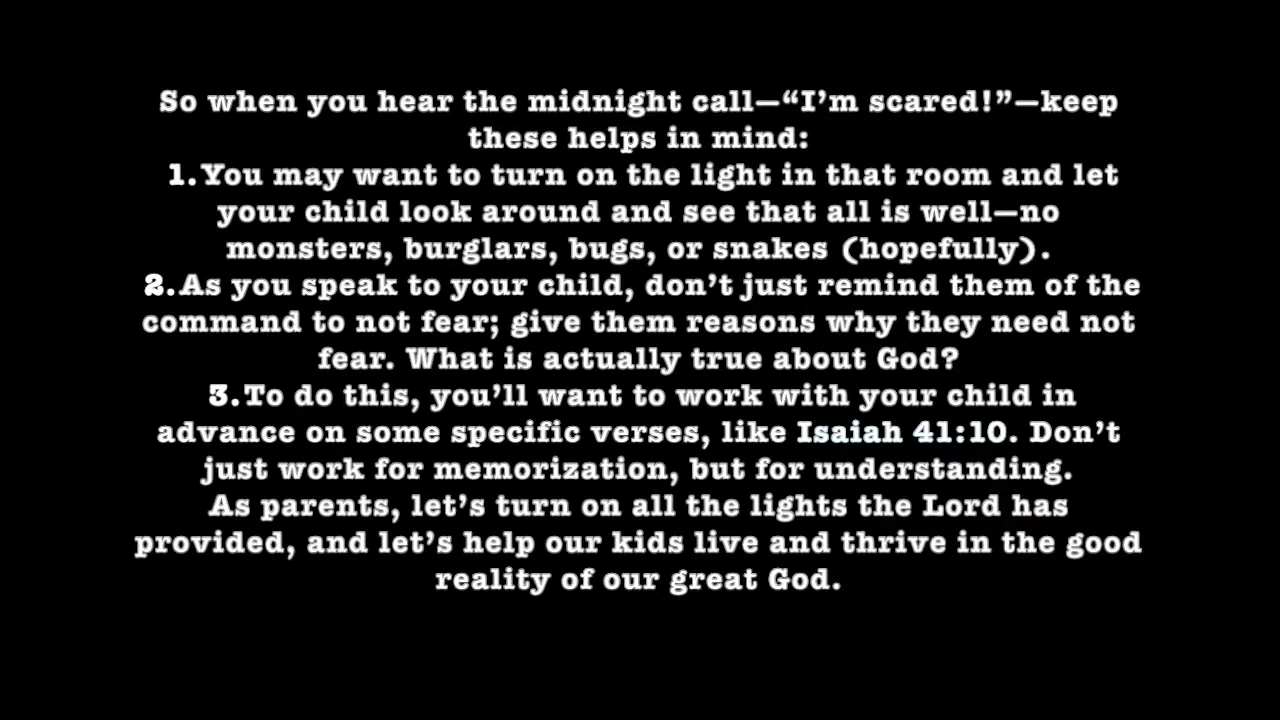 So when you hear the midnight call—“I’m scared!”—keep
these helps in mind:
1.You may want to turn on the light in that room and let
your child look around and see that all is well—no
monsters, burglars, bugs, or snakes (hopefully).
2.As you speak to your child, don’t just remind them of the
command to not fear; give them reasons why they need not
fear. What is actually true about God?
3.To do this, you’ll want to work with your child in
advance on some specific verses, like Isaiah 41:10. Don’t
just work for memorization, but for understanding.
As parents, let’s turn on all the lights the Lord has
provided, and let’s help our kids live and thrive in the good
reality of our great God.